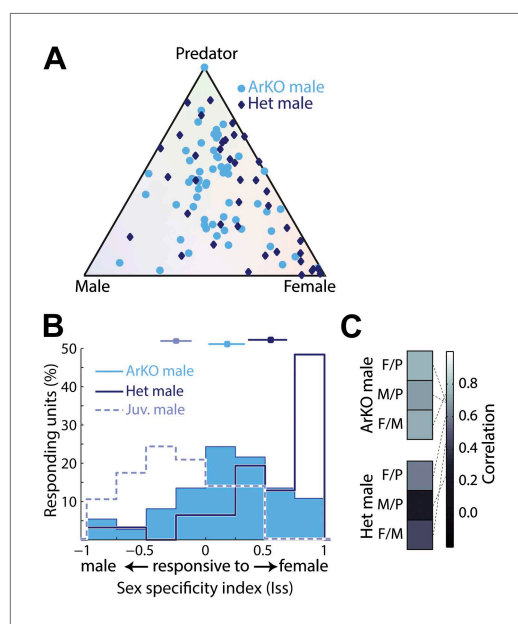 A
Predator
ArKO male
Het male
Male
Female
B
50
40
30
20
10
Responding units (%)
ArKO male
Het male
Juv. male
−1
−0.5
0
0.5
1
male ← responsive to → female
Sex specificity index (Iss)
C
ArKO male
F/P
M/P
F/M
Het male
F/P
M/P
F/M
0.8
0.6
0.4
0.2
0.0
Correlation